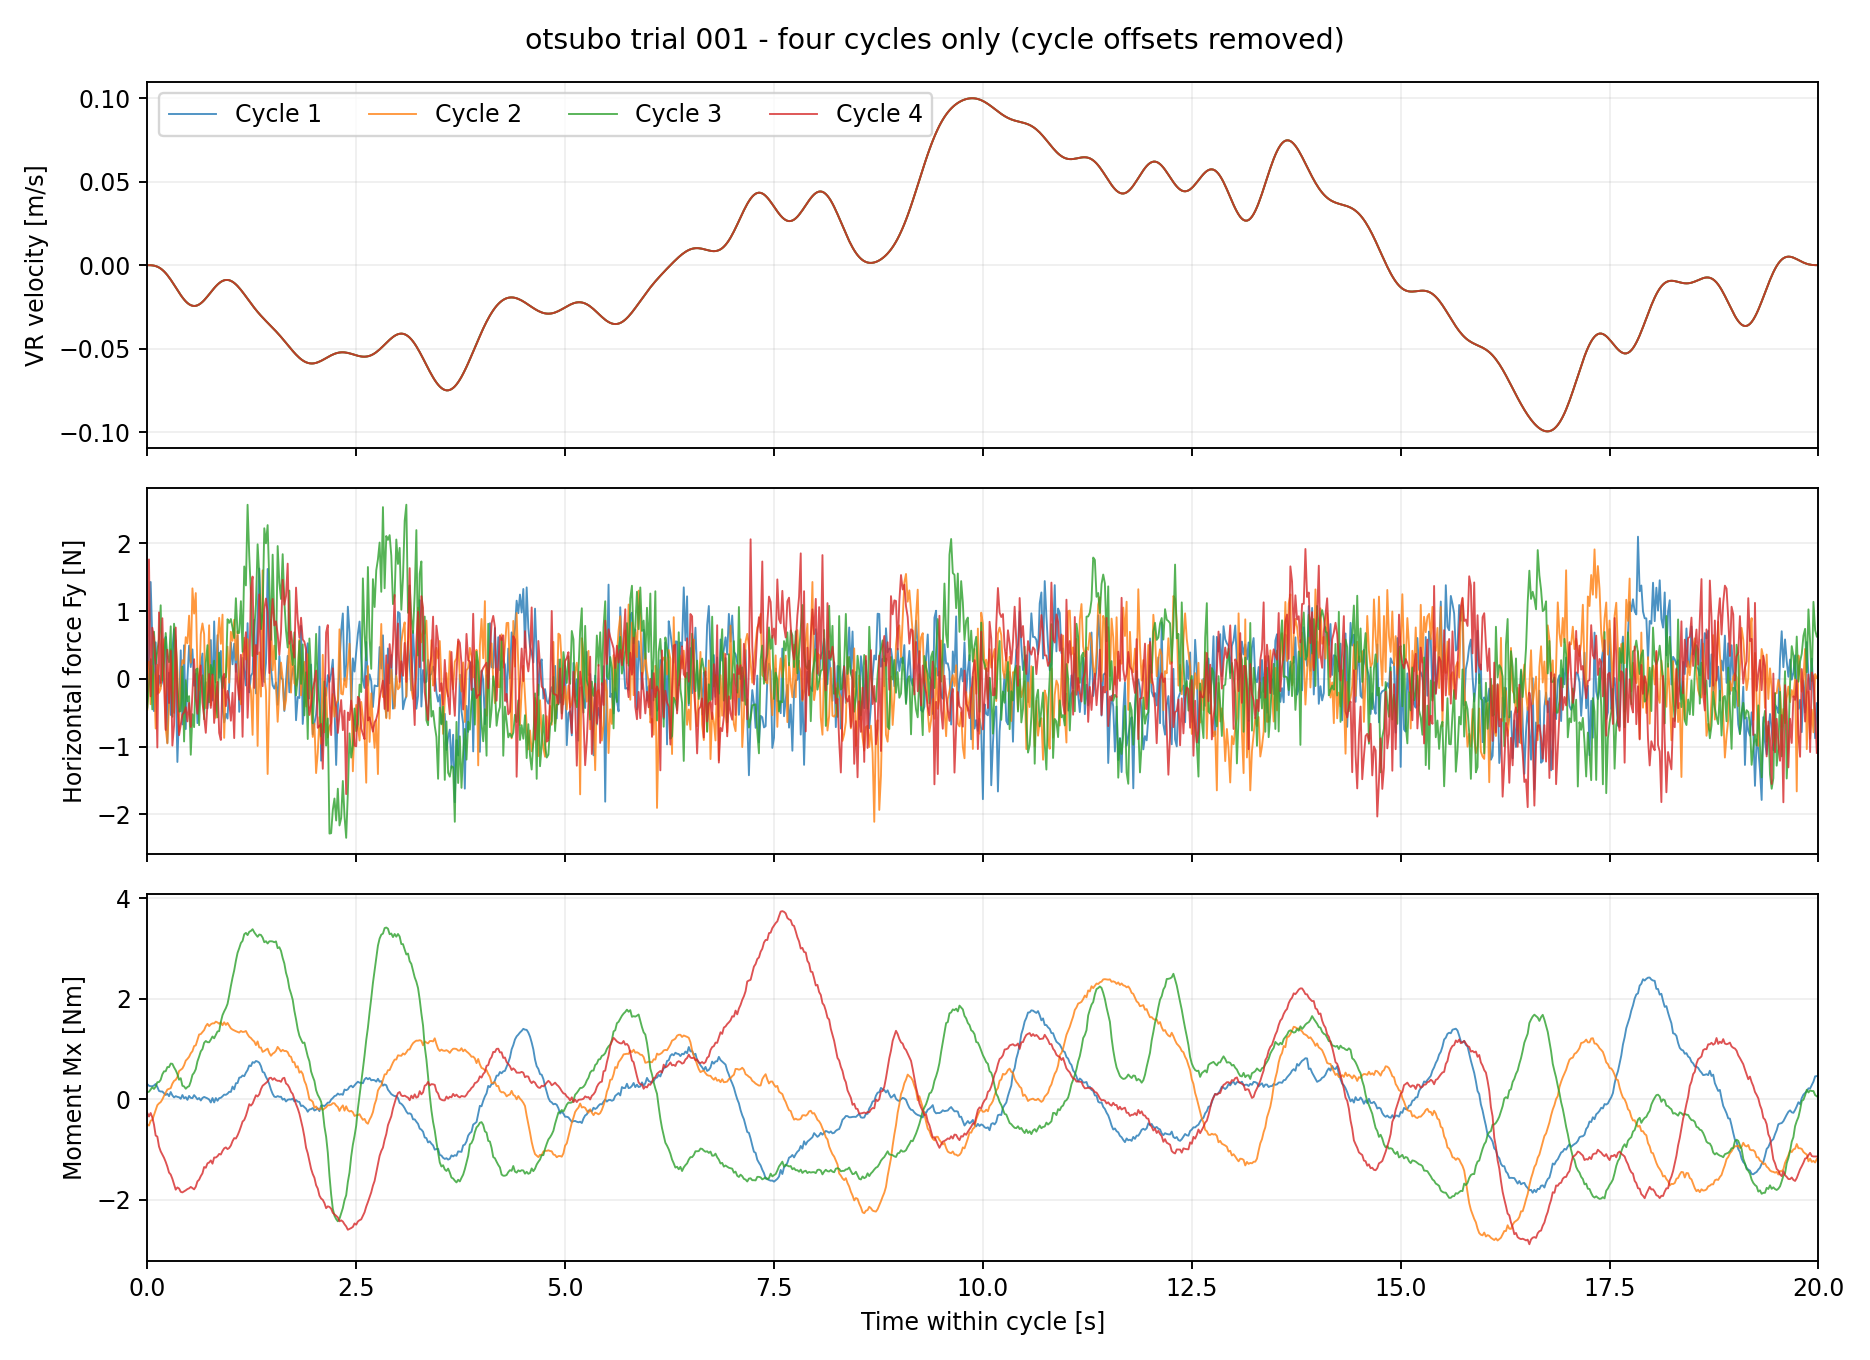 otsubo trial 001 - four cycles only (cycle offsets removed)
Cycle 1 Cycle 2 Cycle 3 Cycle 4
VR velocity [m/s]
0.10
0.05
0.00
−0.05
−0.10
Horizontal force Fy [N]
2
1
0
−1
−2
Moment Mx [Nm]
4
2
0
−2
0.0 2.5 5.0 7.5 10.0 12.5 15.0 17.5 20.0
Time within cycle [s]